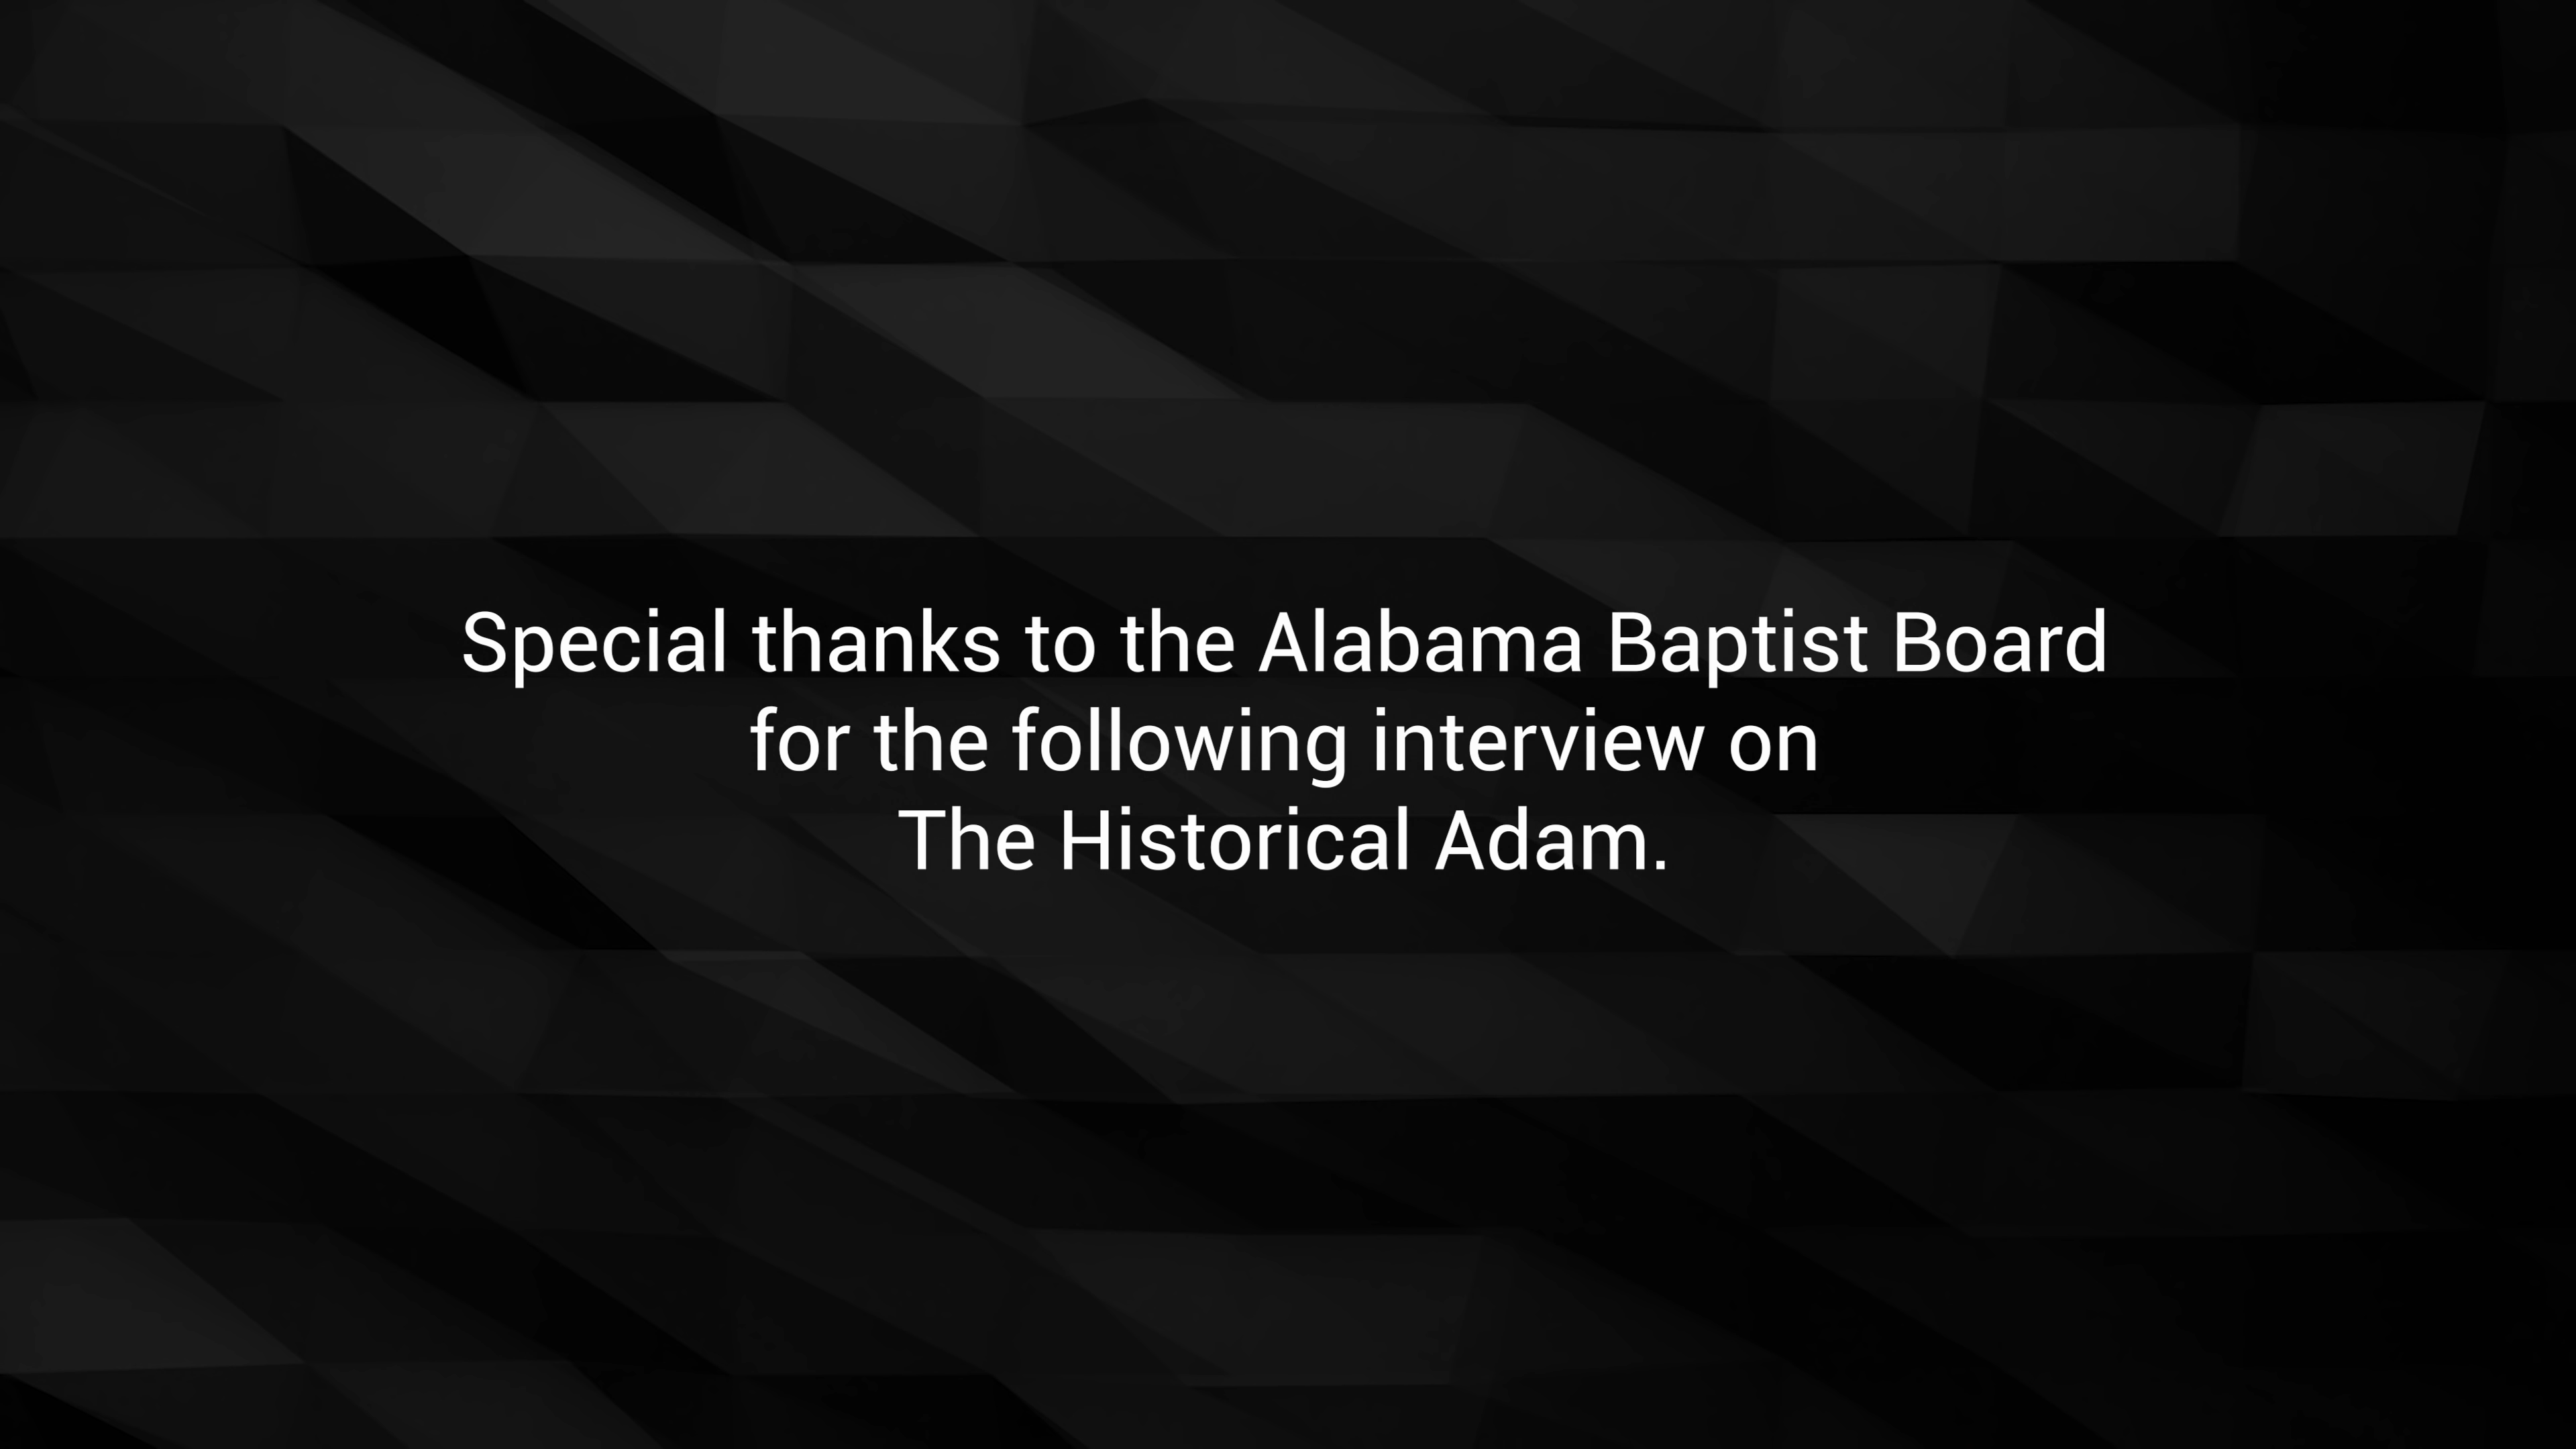 Special thanks to the Alabama Baptist Board
for the following interview on
The Historical Adam.